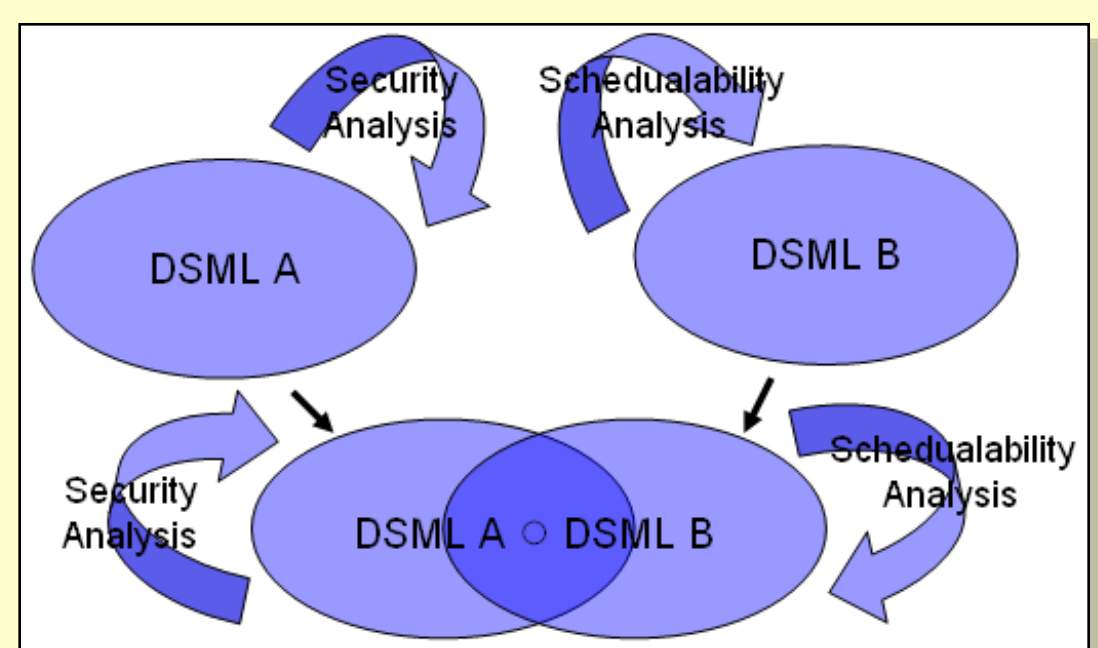 Security
Analysis
Schedualability
Analysis
DSML A
DSML B
Security
Analysis
DSML A ○ DSML B
Schedualability
Analysis